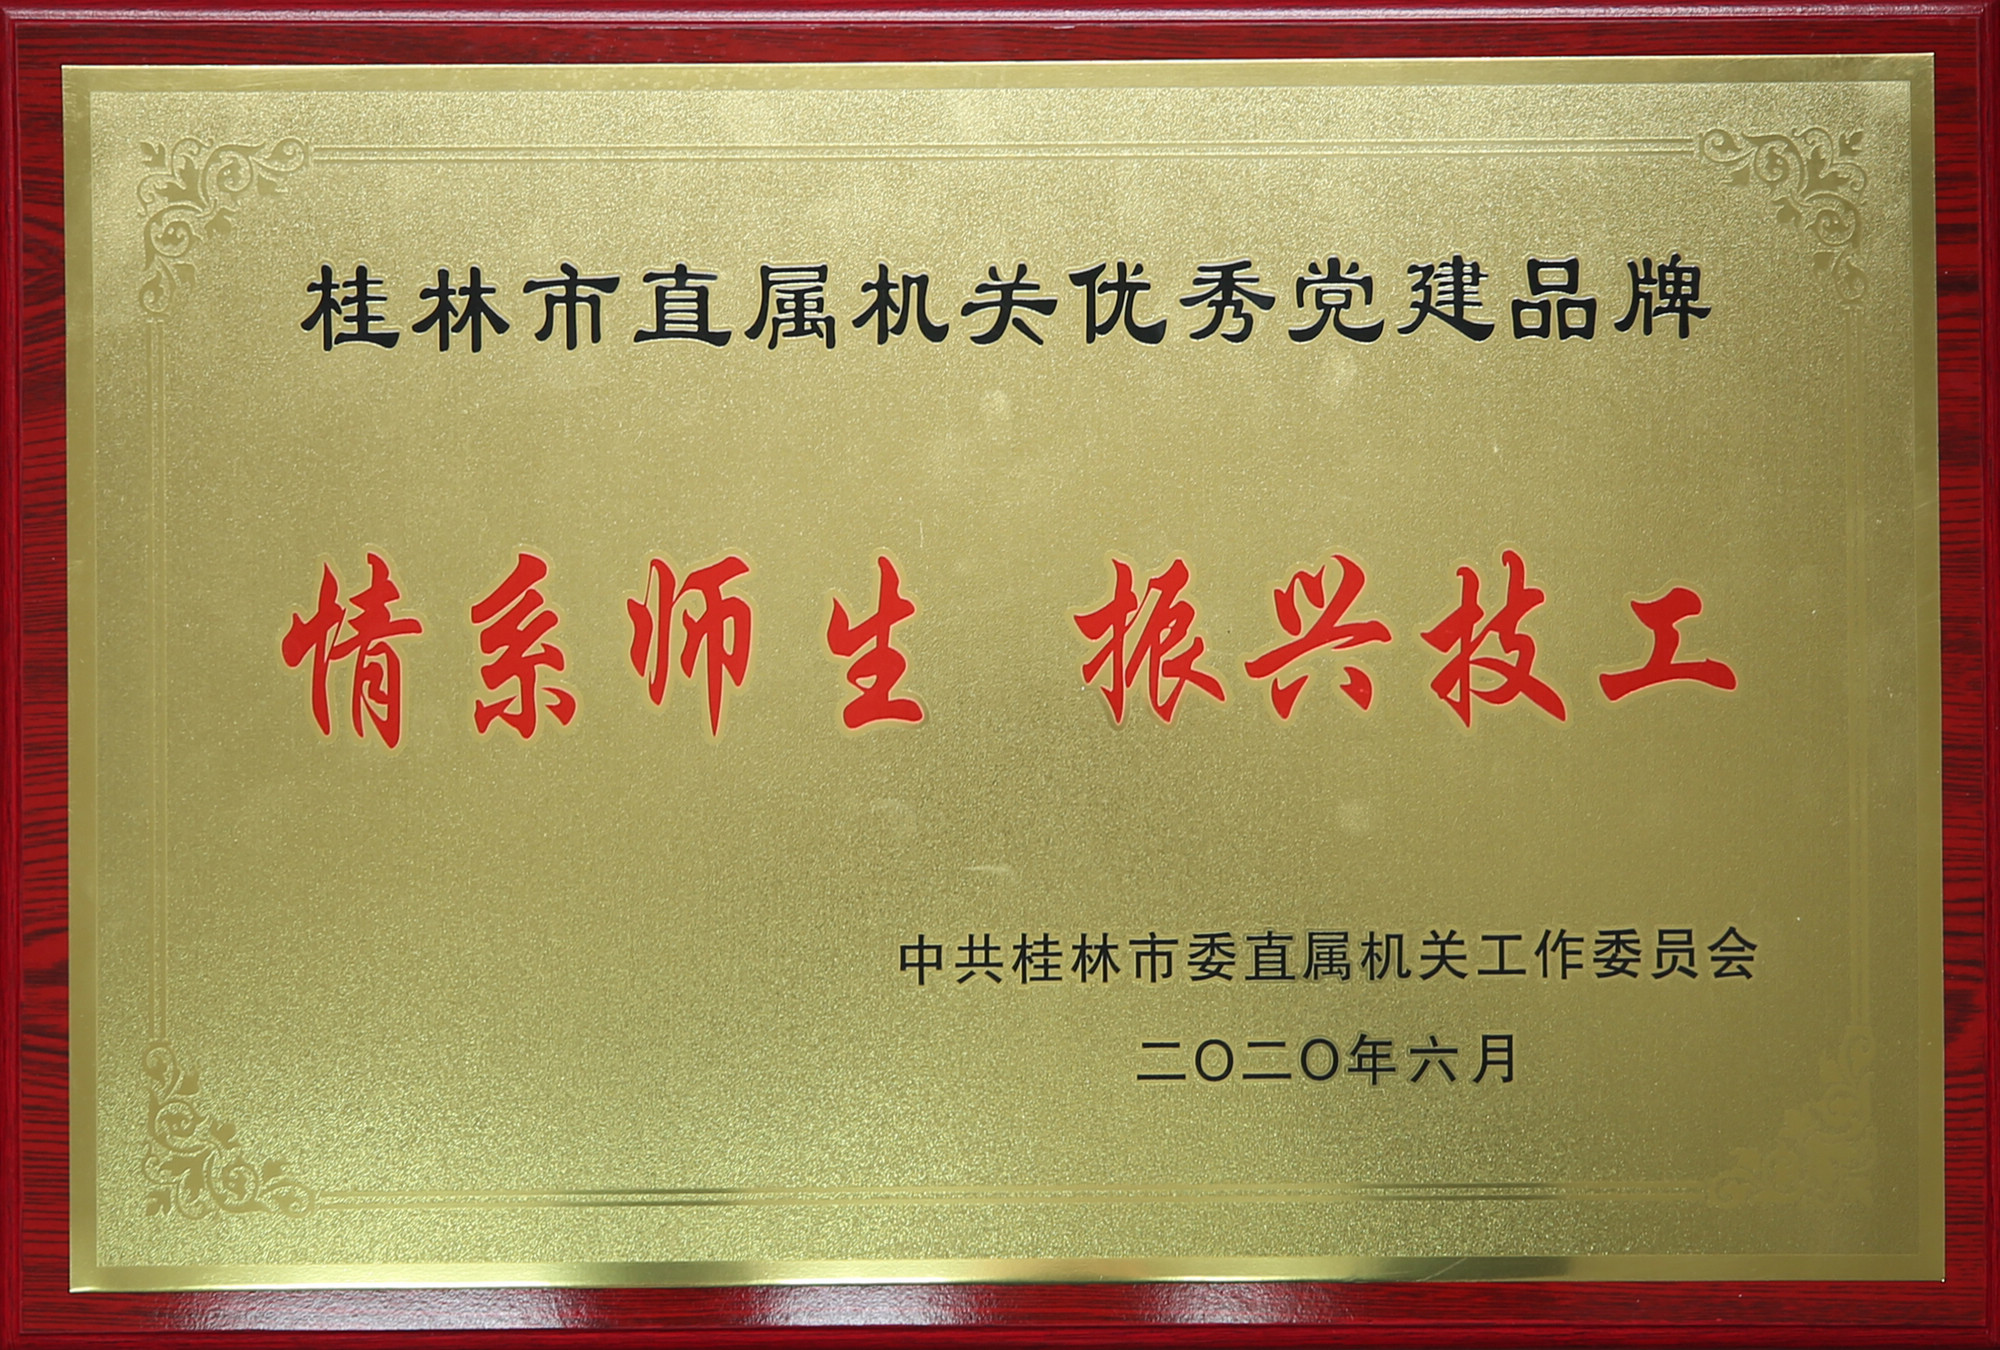 桂林市直属机关优秀党建品牌
情系师生 振兴技工
中共桂林市委直属机关工作委员会
二〇二〇年六月